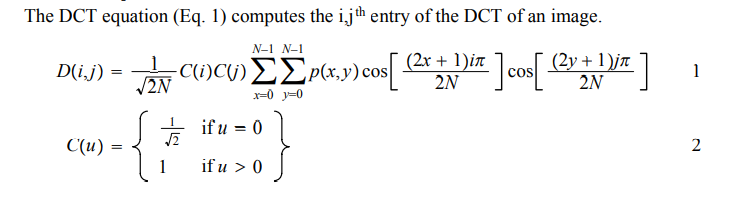 The DCT equation (Eq. 1) computes the i,jᵗʰ entry of the DCT of an image.
D(i,j) = 1/√2N C(i)C(j) ∑_{x=0}^{N–1} ∑_{y=0}^{N–1} p(x,y) cos[ (2x + 1)iπ / 2N ] cos[ (2y + 1)jπ / 2N ] 1
C(u) = { 1/√2 if u = 0
1 if u > 0 } 2